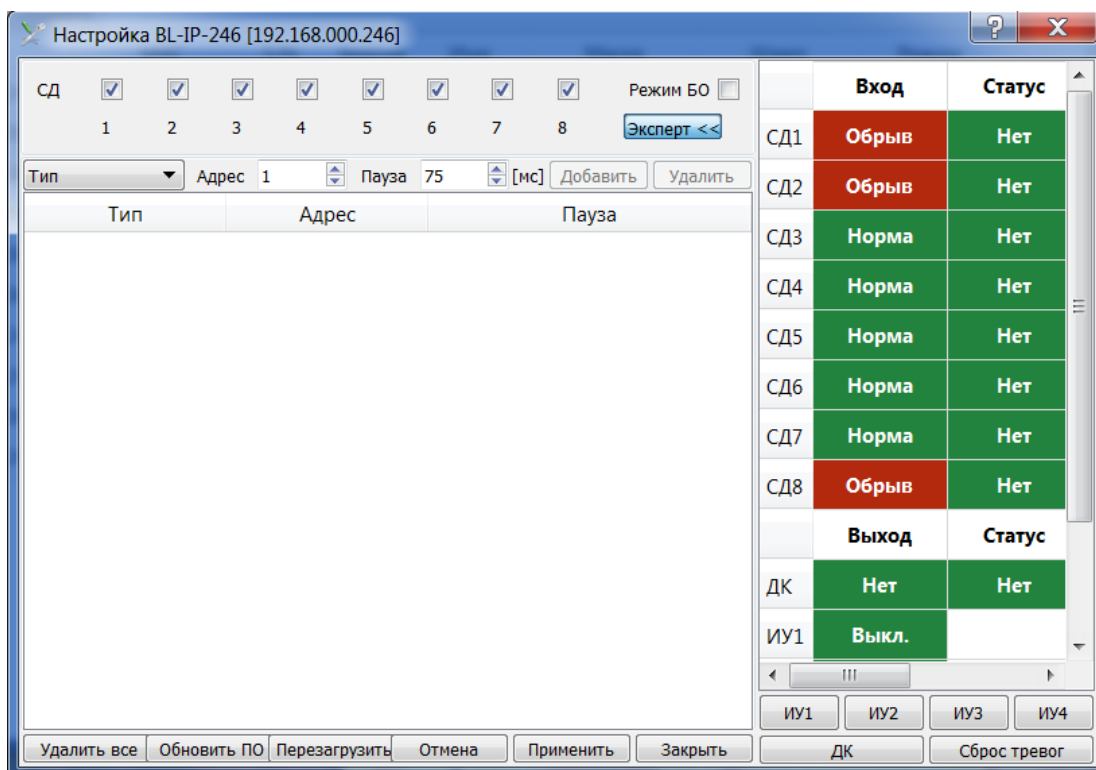 Настройка BL-IP-246 [192.168.000.246]
СД Режим БО
1 2 3 4 5 6 7 8 Эксперт <<
Тип Адрес 1 Пауза 75 [мс] Добавить Удалить
Тип Адрес Пауза
Вход Статус
СД1 Обрыв Нет
СД2 Обрыв Нет
СД3 Норма Нет
СД4 Норма Нет
СД5 Норма Нет
СД6 Норма Нет
СД7 Норма Нет
СД8 Обрыв Нет
Выход Статус
ДК Нет Нет
ИУ1 Выкл.
ИУ1 ИУ2 ИУ3 ИУ4
Удалить все Обновить ПО Перезагрузить Отмена Применить Закрыть
ДК Сброс тревог